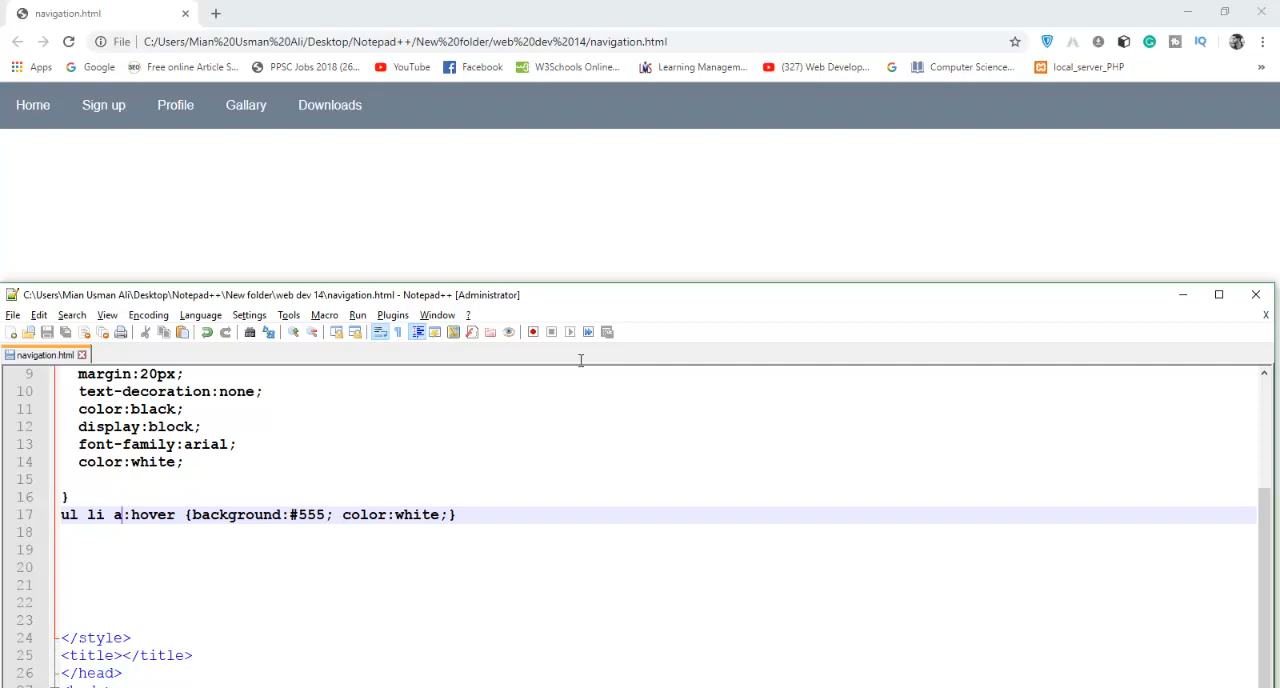 navigation.html
File C:/Users/Mian%20Usman%20Ali/Desktop/Notepad++/New%20folder/web%20dev%2014/navigation.html
Apps Google Free online Article S... PPSC Jobs 2018 (26... YouTube Facebook W3Schools Online... Learning Managem... (327) Web Develop... Computer Science... local_server_PHP »
Home Sign up Profile Gallary Downloads
C:\Users\Mian Usman Ali\Desktop\Notepad++\New folder\web dev 14\navigation.html - Notepad++ [Administrator]
File Edit Search View Encoding Language Settings Tools Macro Run Plugins Window ? X
navigation.html
9 margin:20px;
10 text-decoration:none;
11 color:black;
12 display:block;
13 font-family:arial;
14 color:white;
15
16 }
17 ul li a:hover {background:#555; color:white;}
18
19
20
21
22
23
24 </style>
25 <title></title>
26 </head>